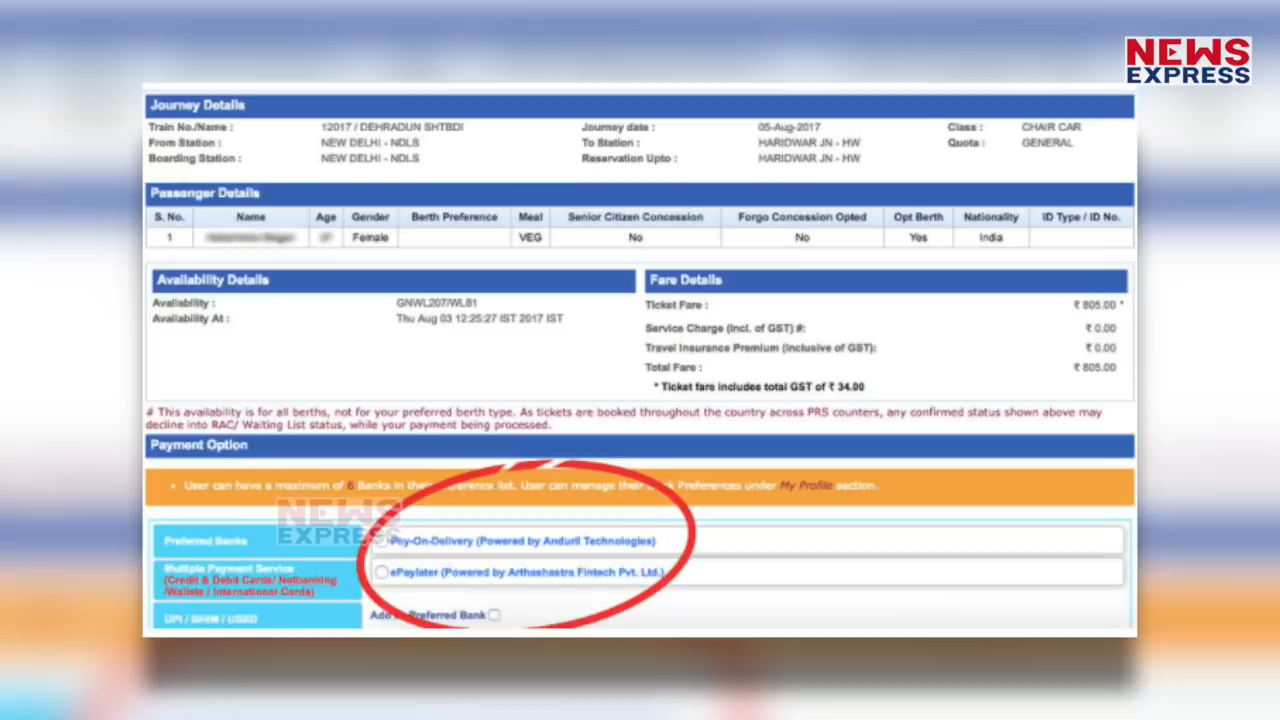 NEWS
EXPRESS
Journey Details
Train No./Name : 12017 / DEHRADUN SHTBDI Journey date : 05-Aug-2017 Class : CHAIR CAR
From Station : NEW DELHI - NDLS To Station : HARIDWAR JN - HW Quota : GENERAL
Boarding Station : NEW DELHI - NDLS Reservation Upto : HARIDWAR JN - HW
Passenger Details
S. No. Name Age Gender Berth Preference Meal Senior Citizen Concession Forgo Concession Opted Opt Berth Nationality ID Type / ID No.
1 Female VEG No No Yes India
Availability Details
Availability : GNWL207/WL81
Availability At : Thu Aug 03 12:25:27 IST 2017 IST
Fare Details
Ticket Fare : ₹ 805.00 *
Service Charge (Incl. of GST) #: ₹ 0.00
Travel Insurance Premium (Inclusive of GST): ₹ 0.00
Total Fare : ₹ 805.00
* Ticket fare includes total GST of ₹ 34.00
# This availability is for all berths, not for your preferred berth type. As tickets are booked throughout the country across PRS counters, any confirmed status shown above may
decline into RAC/ Waiting List status, while your payment being processed.
Payment Option
• User can have a maximum of 6 Banks in their list. User can manage their Preferences under My Profile section.
NEWS
EXPRESS
Preferred Banks
Pay-On-Delivery (Powered by Anduril Technologies)
Multiple Payment Service
(Credit & Debit Cards/ Netbanking
/Wallets / International Cards)
ePaylater (Powered by Arthashastra Fintech Pvt. Ltd.)
UPI / BHIM / USSD
Add Preferred Bank